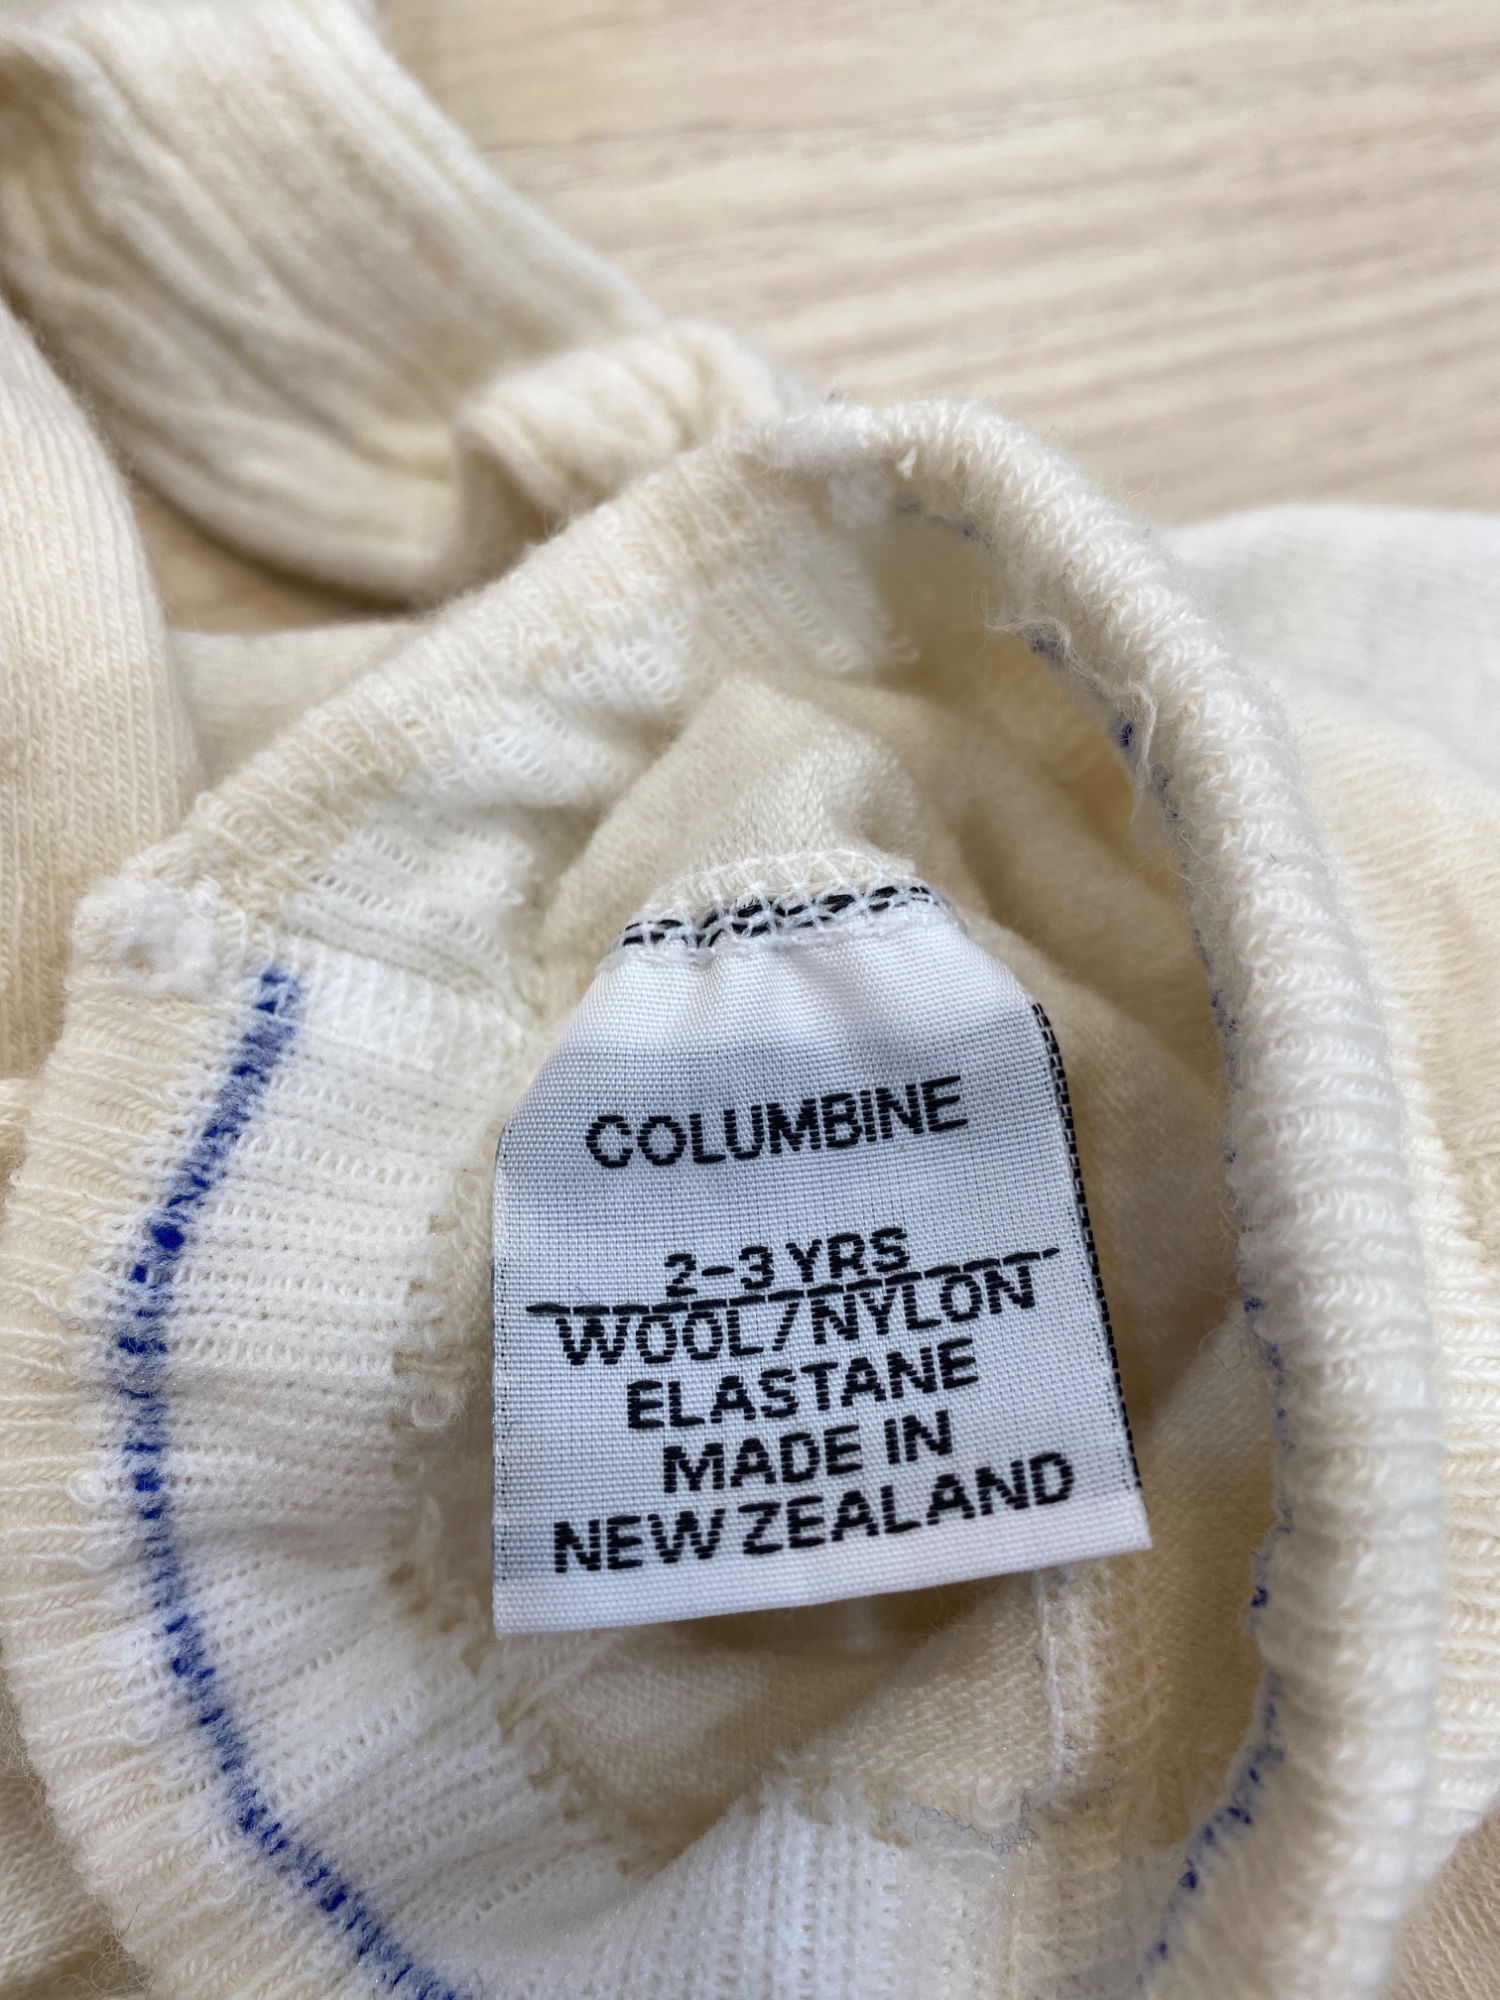 COLUMBINE
2-3 YRS
WOOL/NYLON
ELASTANE
MADE IN
NEW ZEALAND